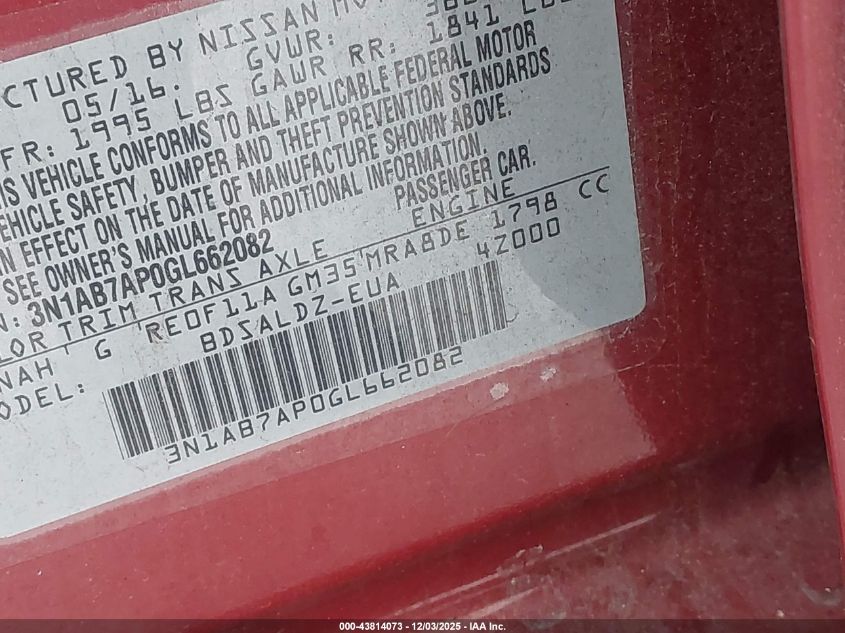 CTURED BY NISSAN MO
05/16. GVWR:
FR: 1995 LBS GAWR RR: 1841 LBS
IS VEHICLE CONFORMS TO ALL APPLICABLE FEDERAL MOTOR
EHICLE SAFETY, BUMPER AND THEFT PREVENTION STANDARDS
N EFFECT ON THE DATE OF MANUFACTURE SHOWN ABOVE.
SEE OWNER'S MANUAL FOR ADDITIONAL INFORMATION.
N: 3N1AB7AP0GL662082 PASSENGER CAR.
LOR TRIM TRANS AXLE ENGINE
NAH G RE0F11A GM35 MRA8DE 1798 CC
ODEL: BDSALDZ-EUA 4Z000
3N1AB7AP0GL662082
000-43814073 - 12/03/2025 - IAA Inc.